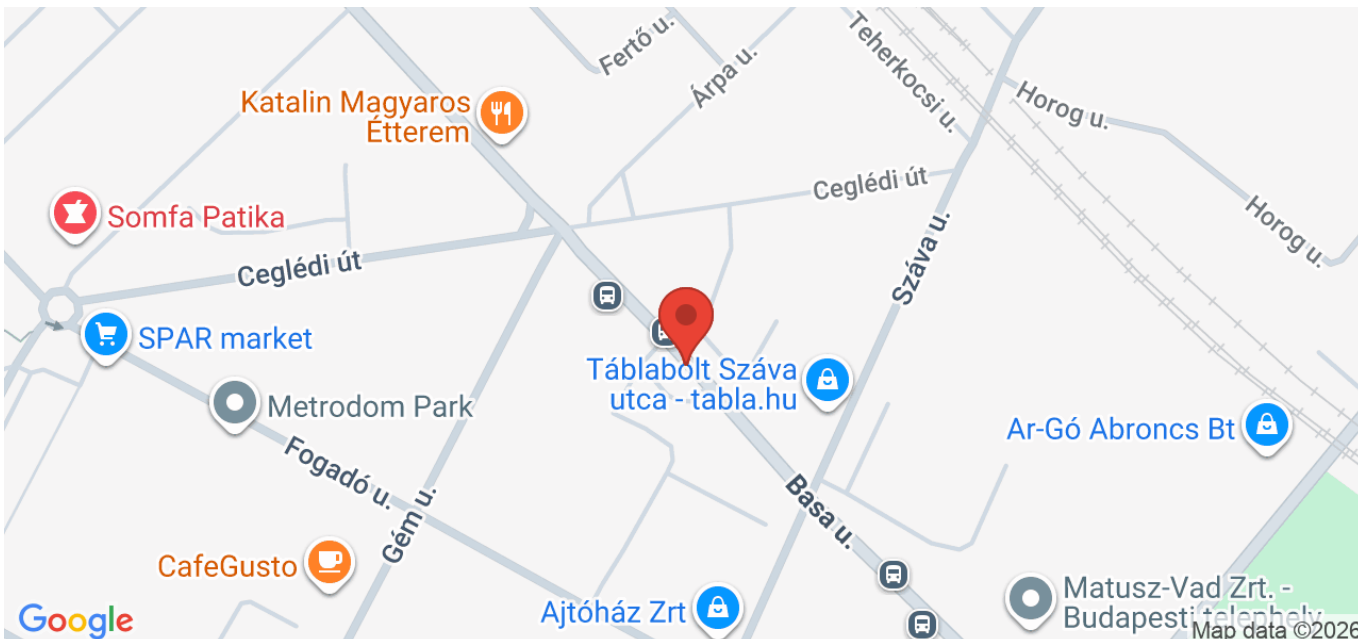 Fertő u.
Árpa u.
Teherkocsi u.
Horog u.
Katalin Magyaros
Étterem
Ceglédi út
Somfa Patika
Horog u.
Száva u.
Ceglédi út
SPAR market
Táblabolt Száva
utca - tabla.hu
Metrodom Park
Ar-Gó Abroncs Bt
Fogadó u.
Gém u.
Basa u.
CafeGusto
Ajtóház Zrt
Matusz-Vad Zrt. -
Budapesti telephely
Google
Map data ©2026